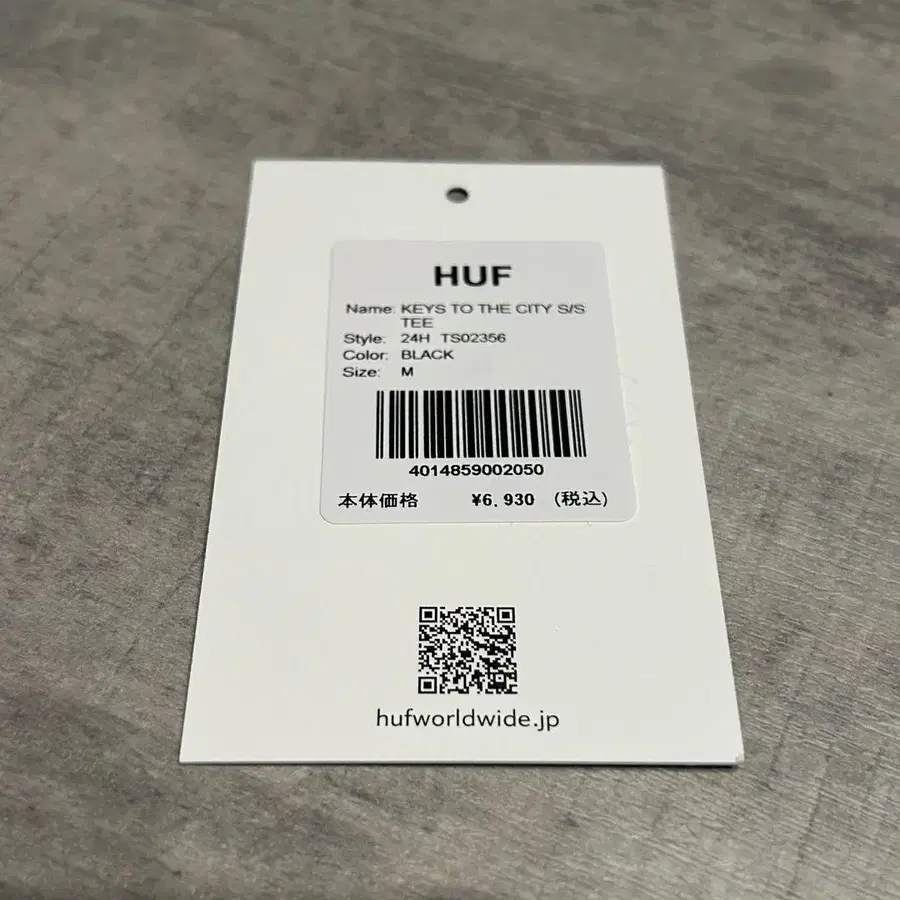 HUF
Name: KEYS TO THE CITY S/S
TEE
Style: 24H TS02356
Color: BLACK
Size: M
4014859002050
本体価格 ¥6,930 (税込)
hufworldwide.jp